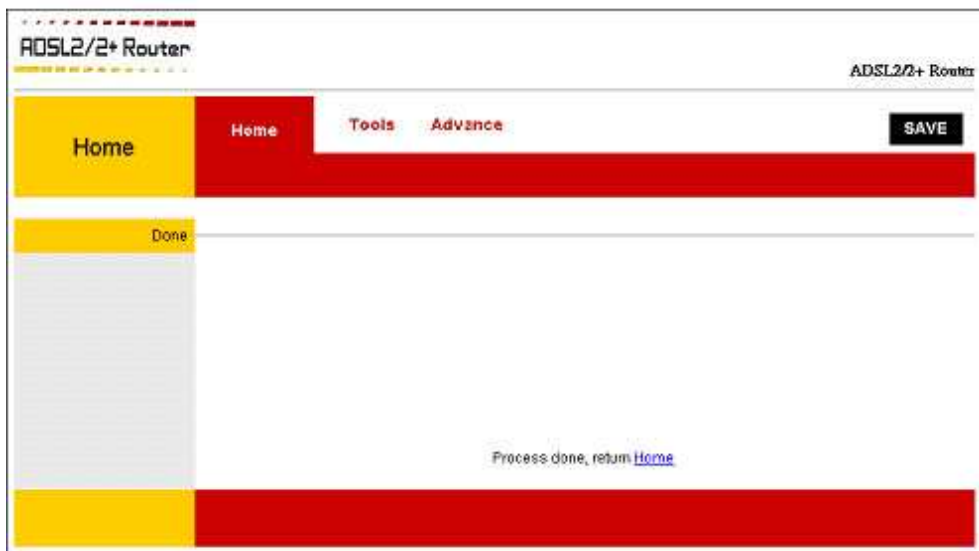 ADSL2/2+ Router
ADSL2/2+ Router
Home
Home Tools Advance
SAVE
Done
Process done, return Home